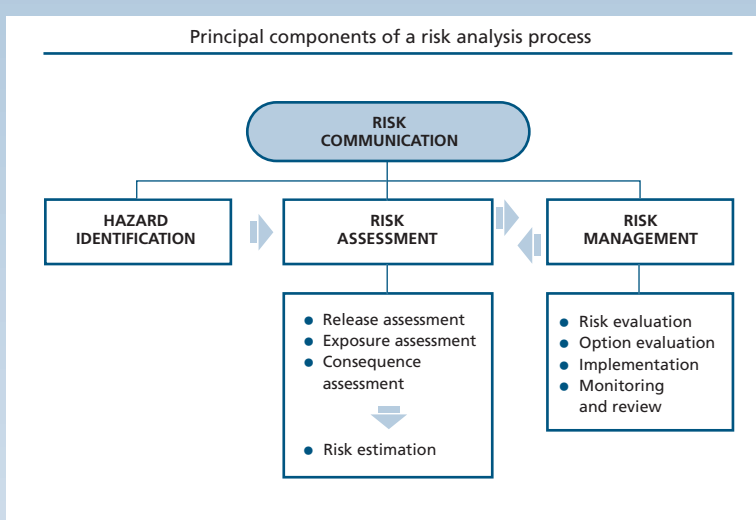 Principal components of a risk analysis process
RISK
COMMUNICATION
HAZARD
IDENTIFICATION
RISK
ASSESSMENT
RISK
MANAGEMENT
● Release assessment
● Exposure assessment
● Consequence
assessment
● Risk estimation
● Risk evaluation
● Option evaluation
● Implementation
● Monitoring
and review